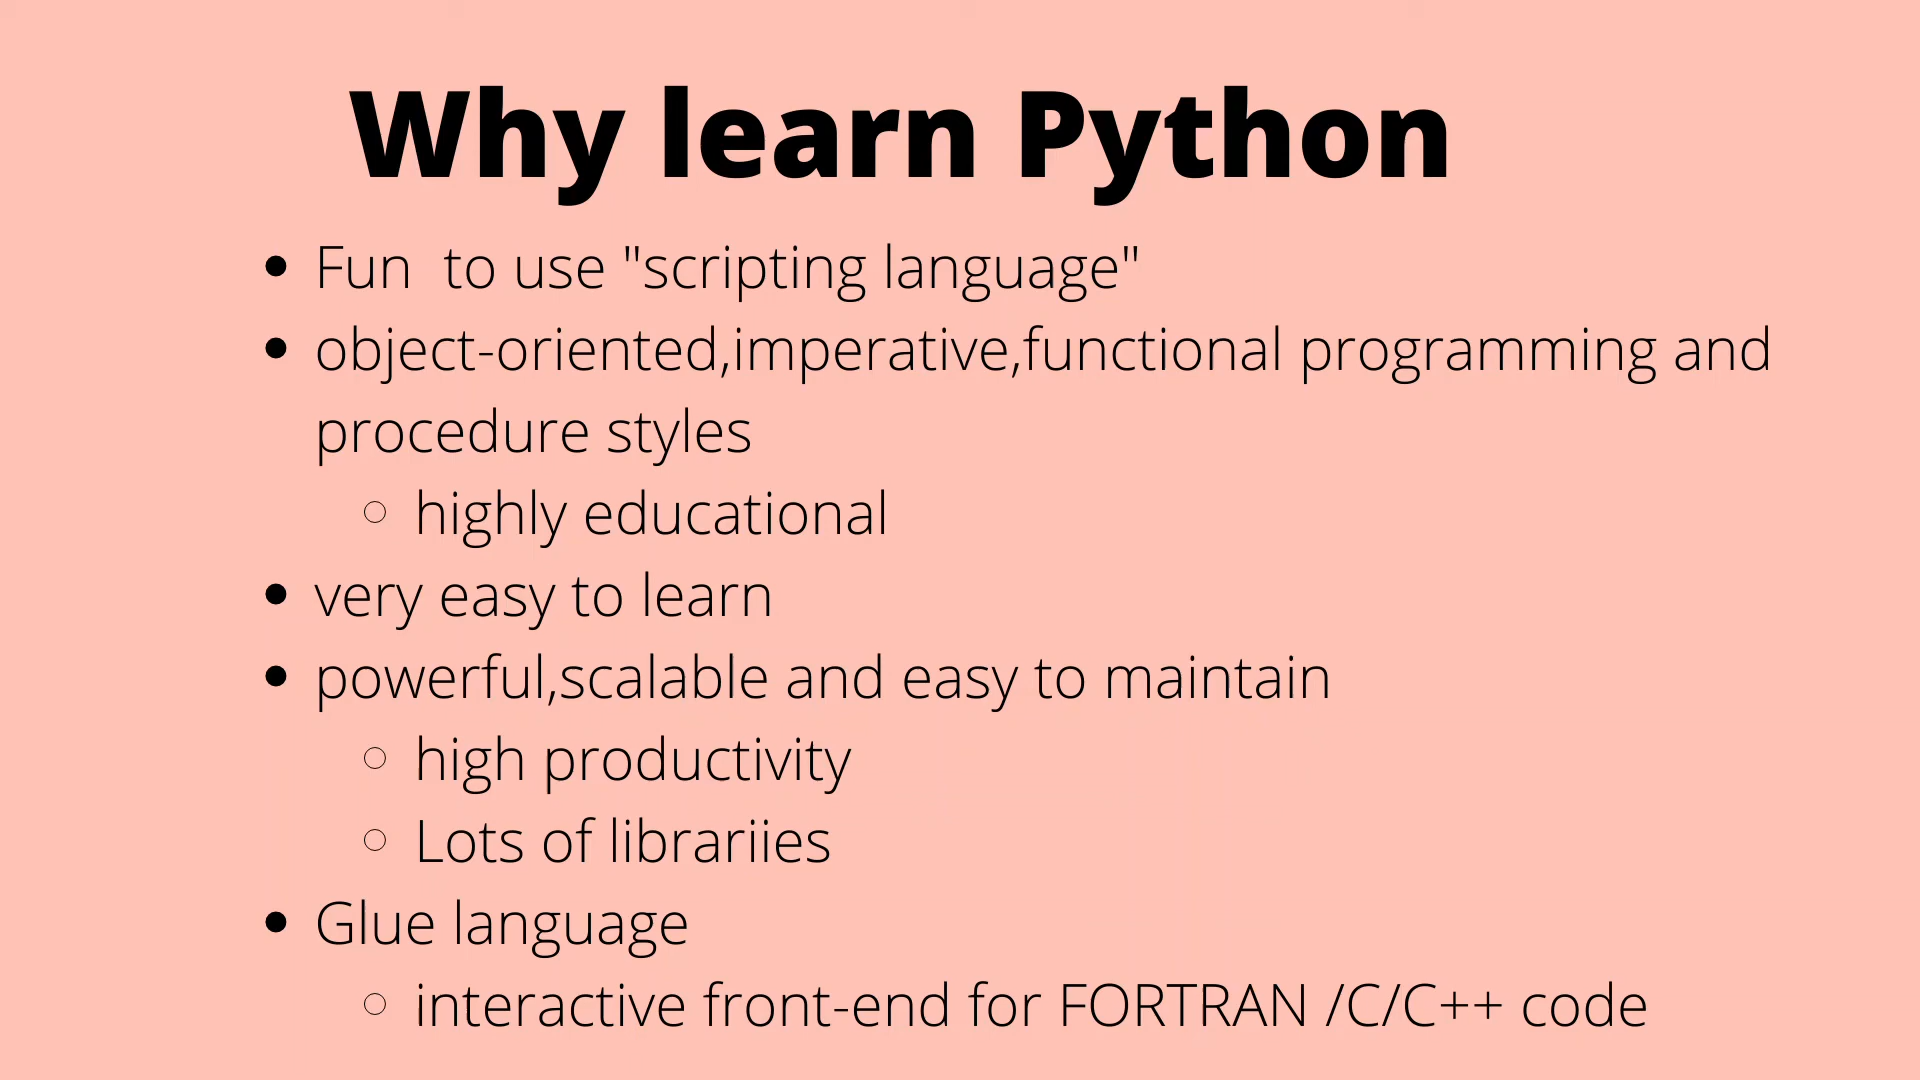 Why learn Python
Fun  to use "scripting language"
object-oriented,imperative,functional programming and
procedure styles
highly educational
very easy to learn
powerful,scalable and easy to maintain
high productivity
Lots of librariies
Glue language
interactive front-end for FORTRAN /C/C++ code